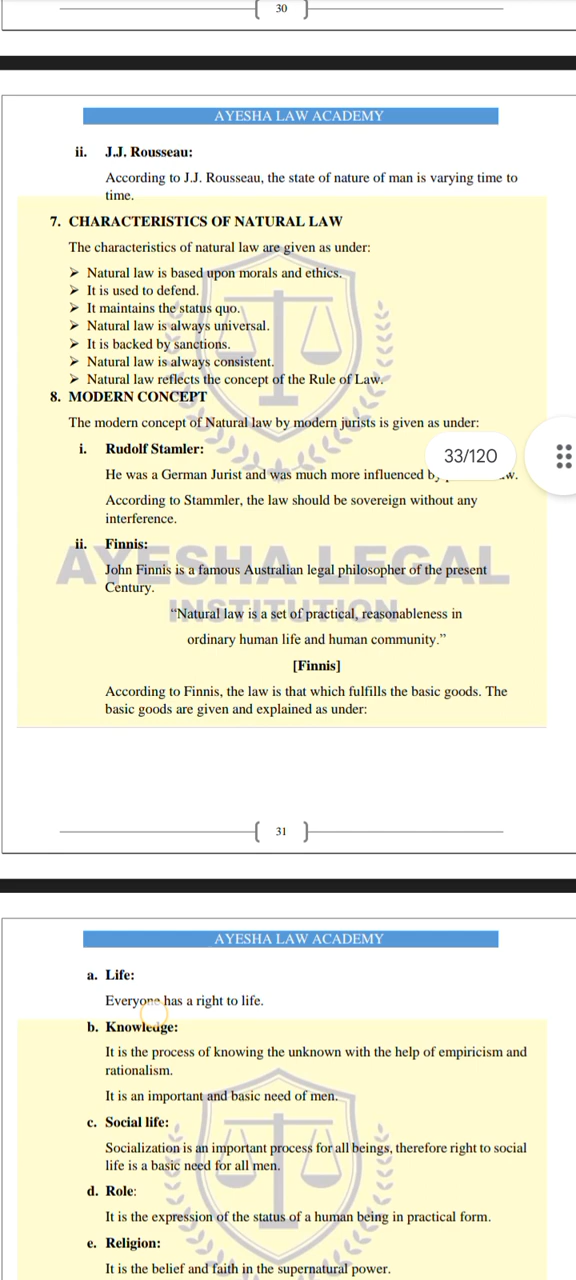 30
AYESHA LAW ACADEMY
ii. J.J. Rousseau:
According to J.J. Rousseau, the state of nature of man is varying time to
time.
7. CHARACTERISTICS OF NATURAL LAW
The characteristics of natural law are given as under:
➤ Natural law is based upon morals and ethics.
➤ It is used to defend.
➤ It maintains the status quo.
➤ Natural law is always universal.
➤ It is backed by sanctions.
➤ Natural law is always consistent.
➤ Natural law reflects the concept of the Rule of Law.
8. MODERN CONCEPT
The modern concept of Natural law by modern jurists is given as under:
i. Rudolf Stamler:
33/120
He was a German Jurist and was much more influenced
According to Stammler, the law should be sovereign without any
interference.
ii. Finnis:
AYESHA LEGAL
John Finnis is a famous Australian legal philosopher of the present
Century.
INSTITUTION
“Natural law is a set of practical, reasonableness in
ordinary human life and human community.”
[Finnis]
According to Finnis, the law is that which fulfills the basic goods. The
basic goods are given and explained as under:
31
AYESHA LAW ACADEMY
a. Life:
Everyone has a right to life.
b. Knowledge:
It is the process of knowing the unknown with the help of empiricism and
rationalism.
It is an important and basic need of men.
c. Social life:
Socialization is an important process for all beings, therefore right to social
life is a basic need for all men.
d. Role:
It is the expression of the status of a human being in practical form.
e. Religion:
It is the belief and faith in the supernatural power.